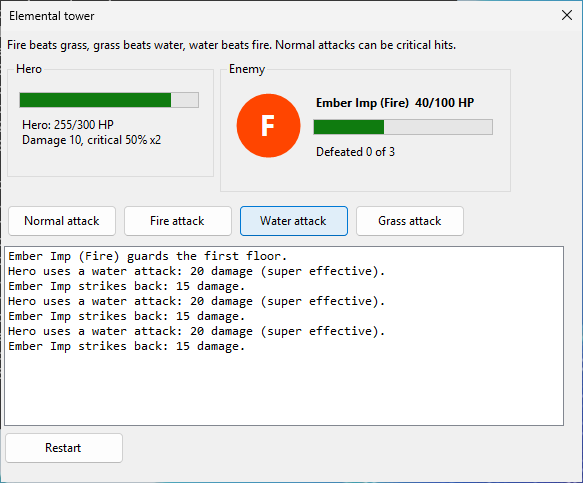 Elemental tower
Fire beats grass, grass beats water, water beats fire. Normal attacks can be critical hits.
Hero
Hero: 255/300 HP
Damage 10, critical 50% x2
Enemy
F
Ember Imp (Fire) 40/100 HP
Defeated 0 of 3
Normal attack
Fire attack
Water attack
Grass attack
Ember Imp (Fire) guards the first floor.
Hero uses a water attack: 20 damage (super effective).
Ember Imp strikes back: 15 damage.
Hero uses a water attack: 20 damage (super effective).
Ember Imp strikes back: 15 damage.
Hero uses a water attack: 20 damage (super effective).
Ember Imp strikes back: 15 damage.
Restart